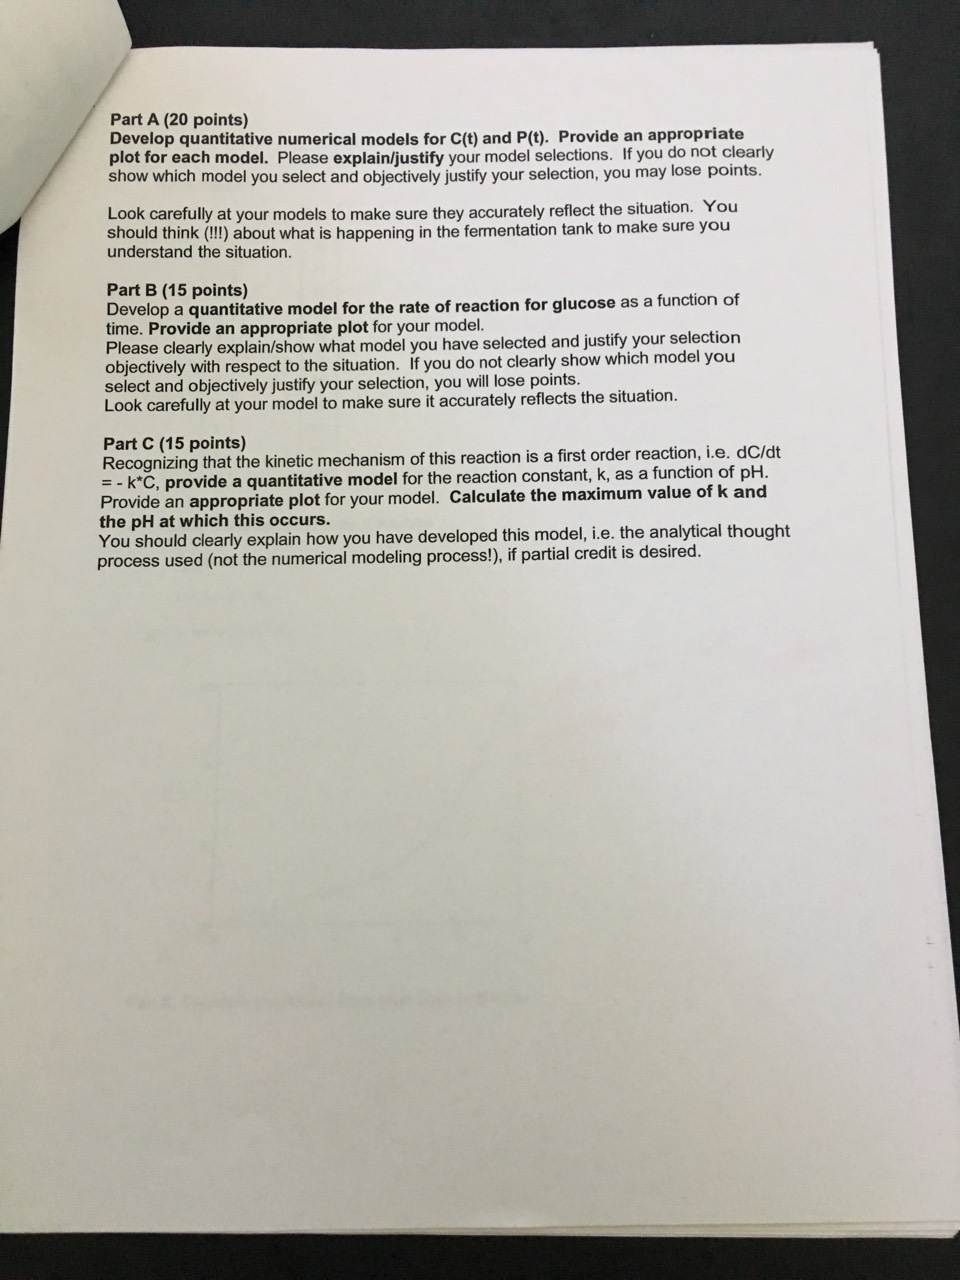 Part A (20 points)
Develop quantitative numerical models for C(t) and P(t). Provide an appropriate
plot for each model. Please explain/justify your model selections. If you do not clearly
show which model you select and objectively justify your selection, you may lose points.
Look carefully at your models to make sure they accurately reflect the situation. You
should think (!!!) about what is happening in the fermentation tank to make sure you
understand the situation.
Part B (15 points)
Develop a quantitative model for the rate of reaction for glucose as a function of
time. Provide an appropriate plot for your model.
Please clearly explain/show what model you have selected and justify your selection
objectively with respect to the situation. If you do not clearly show which model you
select and objectively justify your selection, you will lose points.
Look carefully at your model to make sure it accurately reflects the situation.
Part C (15 points)
Recognizing that the kinetic mechanism of this reaction is a first order reaction, i.e. dC/dt
= - k*C, provide a quantitative model for the reaction constant, k, as a function of pH.
Provide an appropriate plot for your model. Calculate the maximum value of k and
the pH at which this occurs.
You should clearly explain how you have developed this model, i.e. the analytical thought
process used (not the numerical modeling process!), if partial credit is desired.